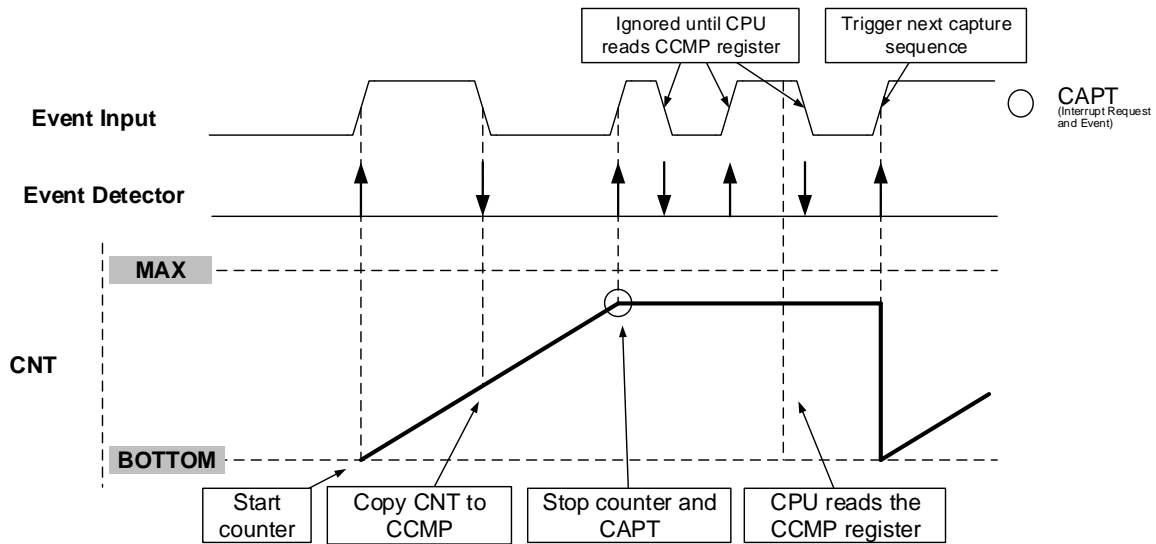 Ignored until CPU
reads CCMP register
Trigger next capture
sequence
Event Input
CAPT
(Interrupt Request
and Event)
Event Detector
MAX
CNT
BOTTOM
Start
counter
Copy CNT to
CCMP
Stop counter and
CAPT
CPU reads the
CCMP register